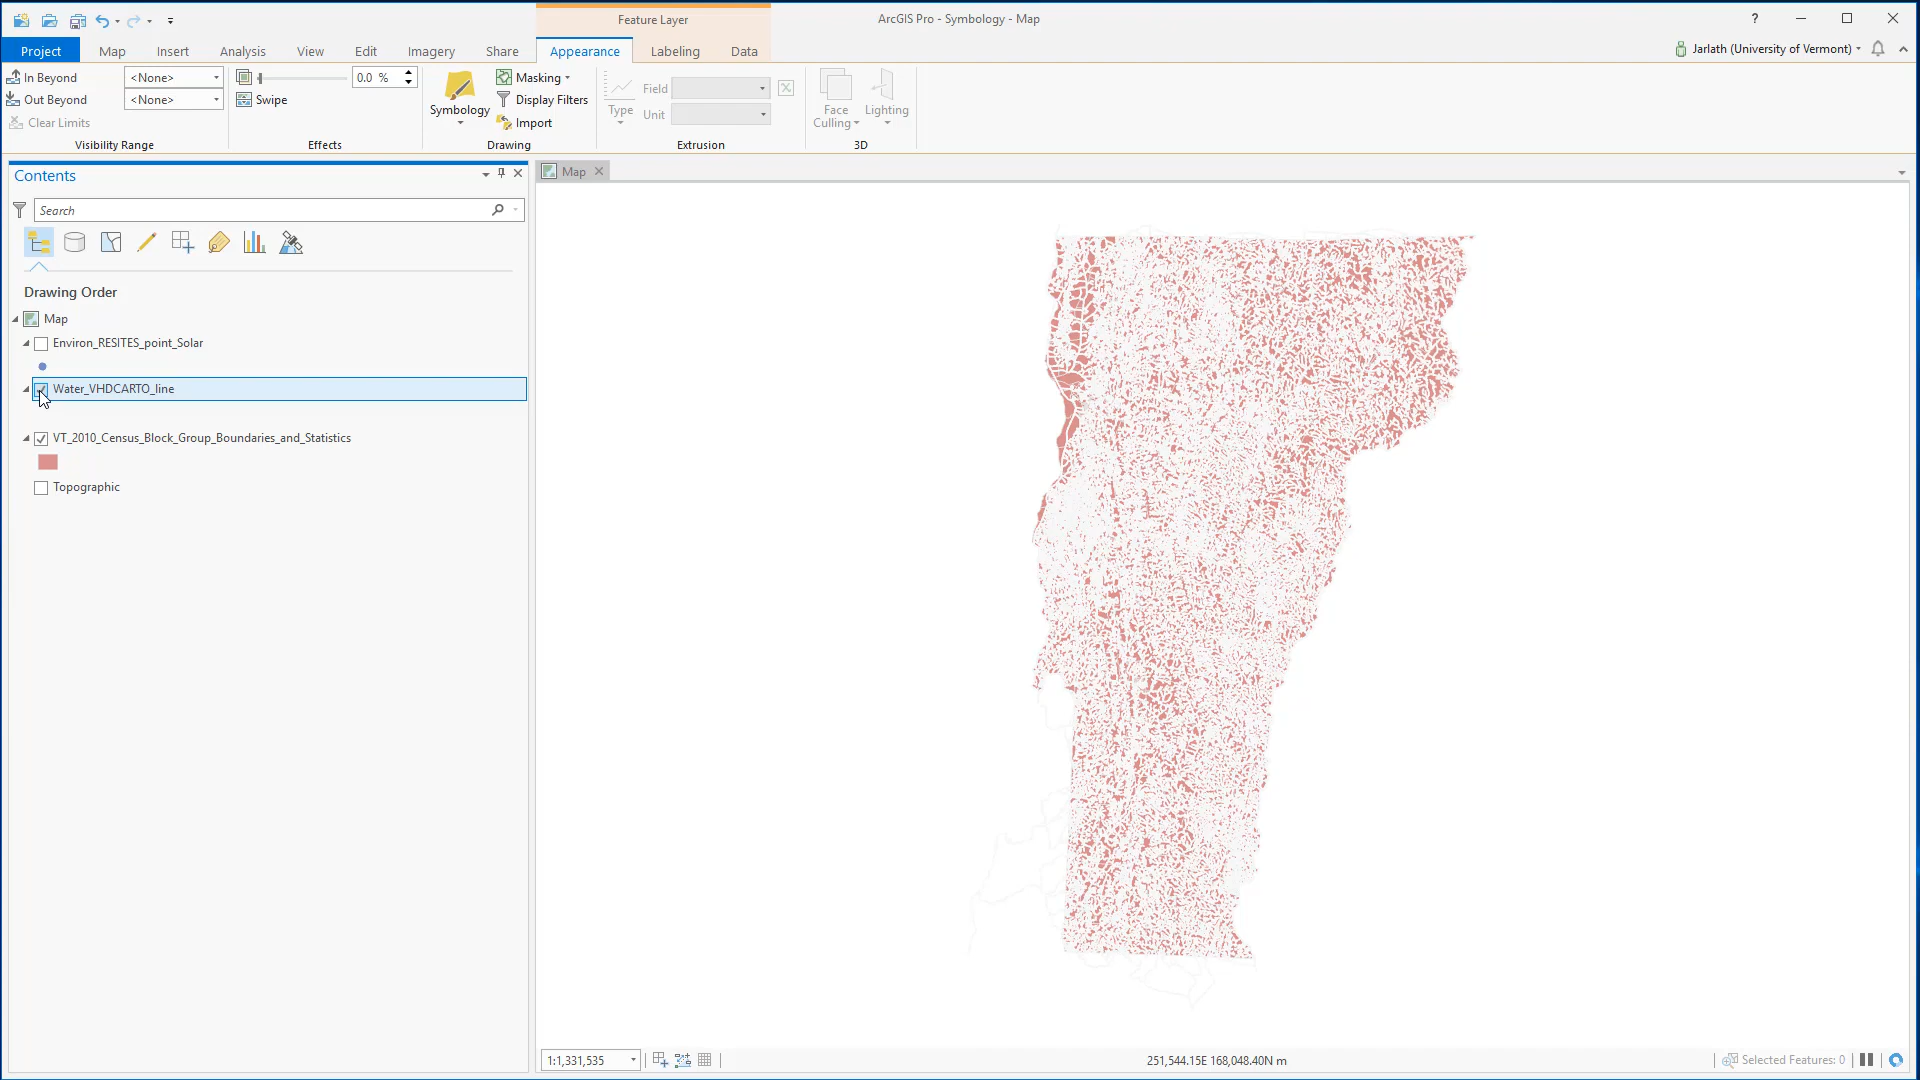 Feature Layer
ArcGIS Pro - Symbology - Map
?
Project Map Insert Analysis View Edit Imagery Share Appearance Labeling Data
Jarlath (University of Vermont)
In Beyond <None>
Out Beyond <None>
Clear Limits
Visibility Range
0.0 %
Swipe
Effects
Symbology
Masking
Display Filters
Import
Drawing
Type
Field
Unit
Extrusion
Face
Culling
Lighting
3D
Contents
Search
Drawing Order
Map
Environ_RESITES_point_Solar
Water_VHDCARTO_line
VT_2010_Census_Block_Group_Boundaries_and_Statistics
Topographic
Map
1:1,331,535
251,544.15E 168,048.40N m
Selected Features: 0